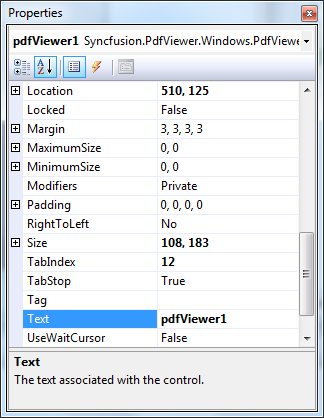 Properties
pdfViewer1 Syncfusion.PdfViewer.Windows.PdfViewe
Location 510, 125
Locked False
Margin 3, 3, 3, 3
MaximumSize 0, 0
MinimumSize 0, 0
Modifiers Private
Padding 0, 0, 0, 0
RightToLeft No
Size 108, 183
TabIndex 12
TabStop True
Tag
Text pdfViewer1
UseWaitCursor False
Text
The text associated with the control.